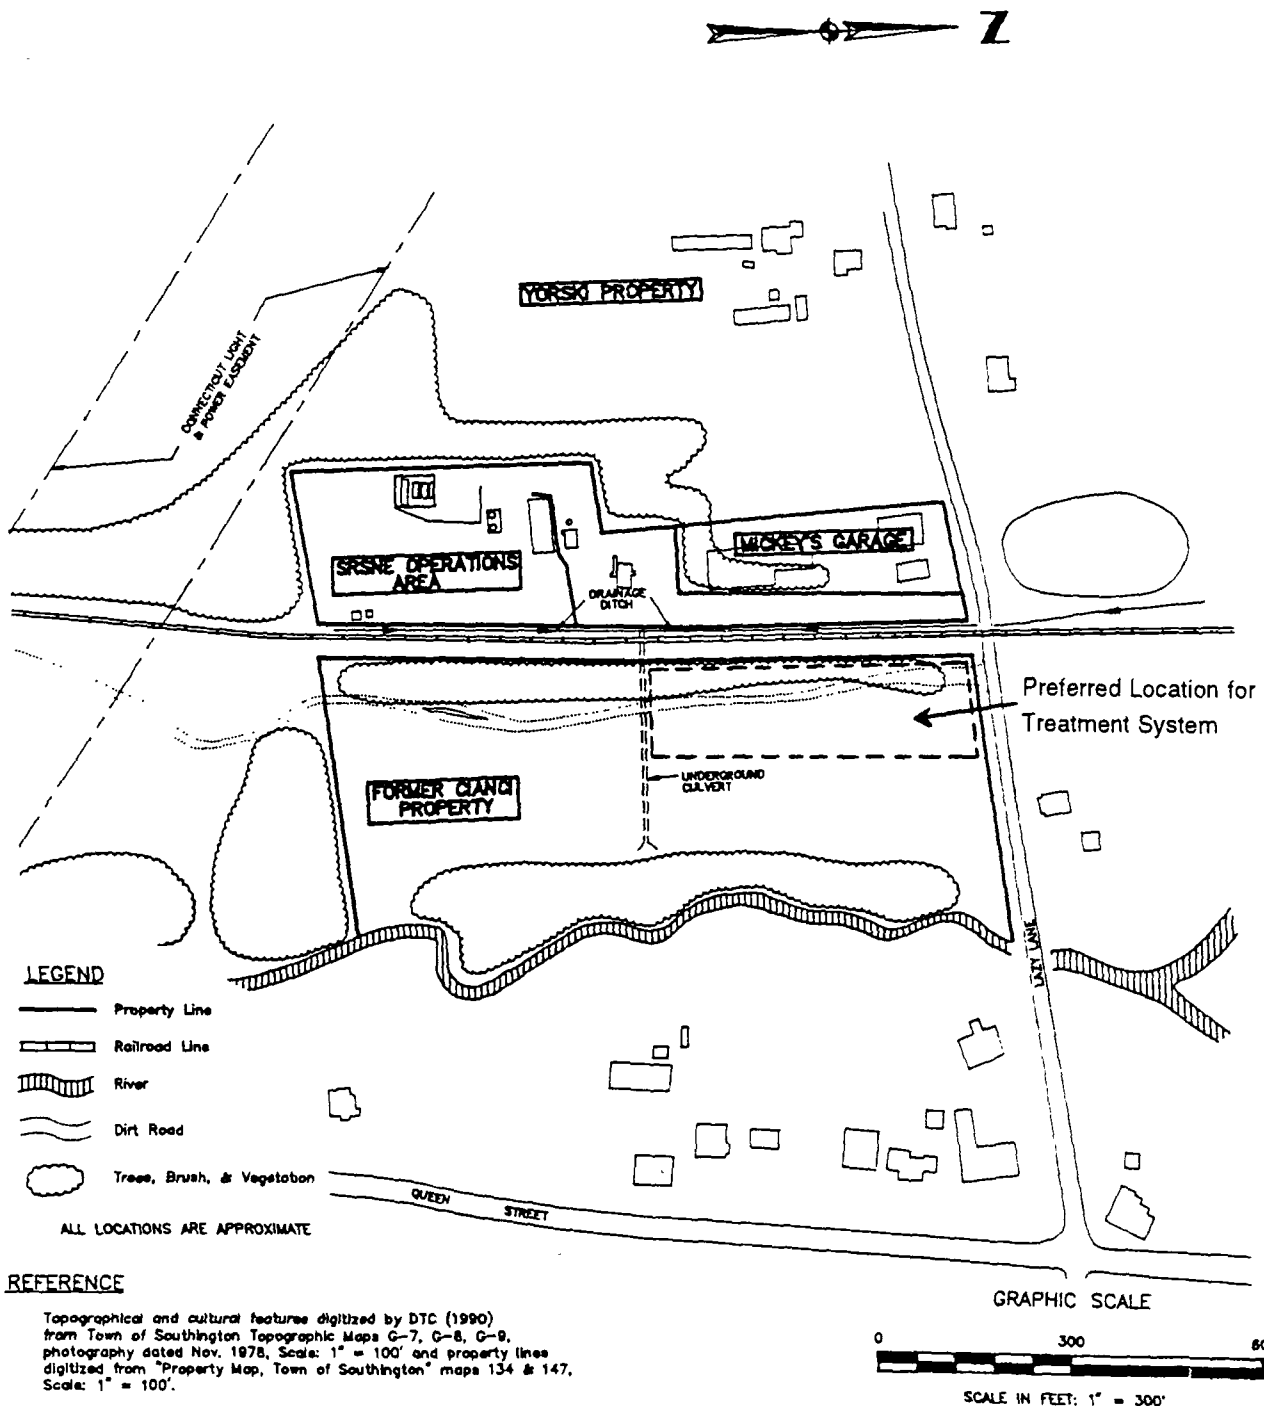 Z
YORSKI PROPERTY
CONNECTICUT LIGHT
& POWER EASEMENT
MICKEY'S GARAGE
SRSNE OPERATIONS
AREA
DRAINAGE
DITCH
Preferred Location for
Treatment System
UNDERGROUND
CULVERT
FORMER CIANCI
PROPERTY
LAZY LANE
LEGEND
Property Line
Railroad Line
River
Dirt Road
Trees, Brush, & Vegetation
QUEEN STREET
ALL LOCATIONS ARE APPROXIMATE
REFERENCE
Topographical and cultural features digitized by DTC (1990)
from Town of Southington Topographic Maps G-7, G-8, G-9,
photography dated Nov. 1978, Scale: 1" = 100' and property lines
digitized from "Property Map, Town of Southington" maps 134 & 147,
Scale: 1" = 100'.
GRAPHIC SCALE
0 300
SCALE IN FEET: 1" = 300'